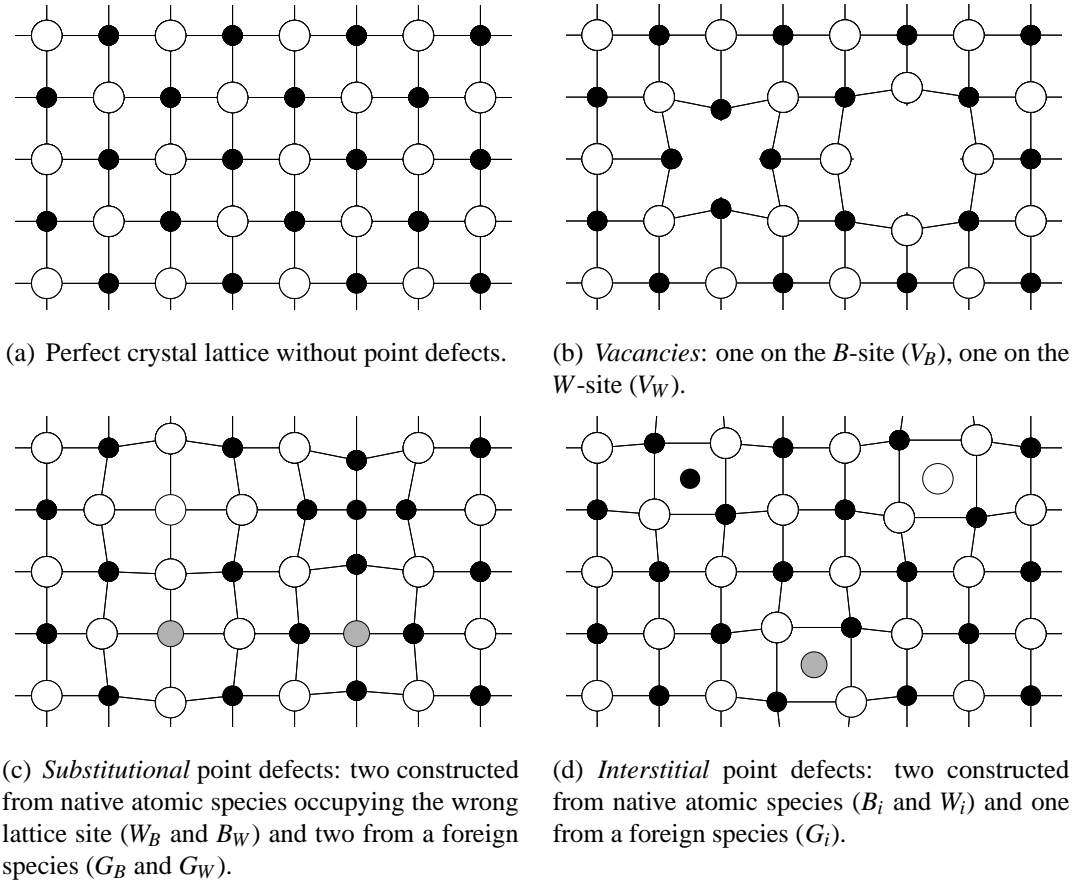 (a) Perfect crystal lattice without point defects.
(b) Vacancies: one on the B-site (V_B), one on the
W-site (V_W).
(c) Substitutional point defects: two constructed
from native atomic species occupying the wrong
lattice site (W_B and B_W) and two from a foreign
species (G_B and G_W).
(d) Interstitial point defects: two constructed
from native atomic species (B_i and W_i) and one
from a foreign species (G_i).